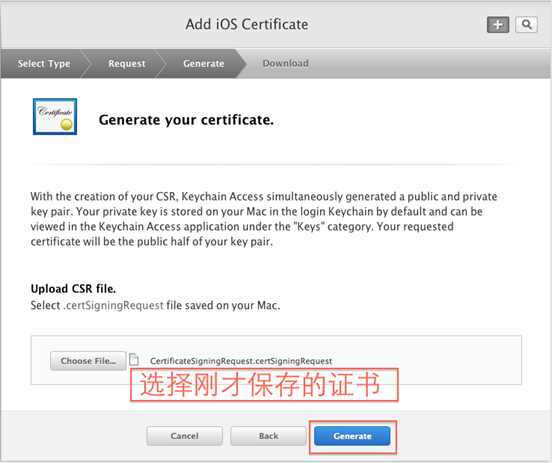 Add iOS Certificate
Select Type
Request
Generate
Download
Certificate
Generate your certificate.
With the creation of your CSR, Keychain Access simultaneously generated a public and private
key pair. Your private key is stored on your Mac in the login Keychain by default and can be
viewed in the Keychain Access application under the "Keys" category. Your requested
certificate will be the public half of your key pair.
Upload CSR file.
Select .certSigningRequest file saved on your Mac.
Choose File...
CertificateSigningRequest.certSigningRequest
选择刚才保存的证书
Cancel
Back
Generate